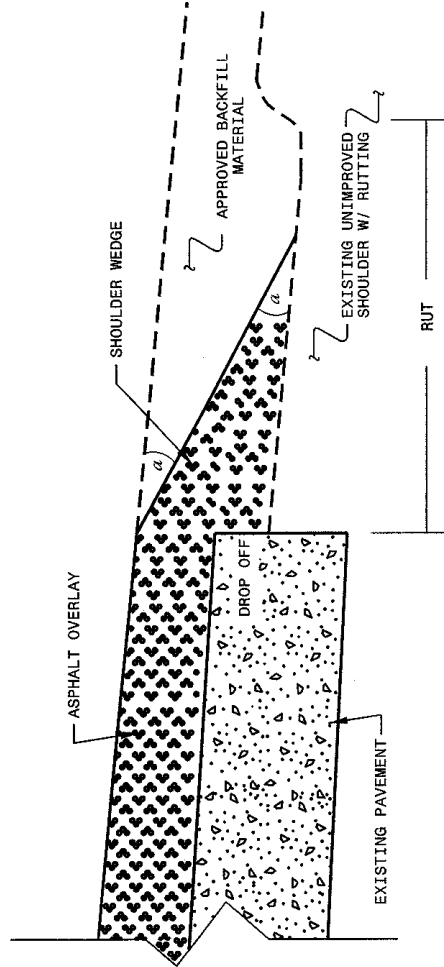 ASPHALT OVERLAY
SHOULDER WEDGE
APPROVED BACKFILL
MATERIAL
a
a
DROP OFF
EXISTING UNIMPROVED
SHOULDER W/ RUTTING
EXISTING PAVEMENT
RUT